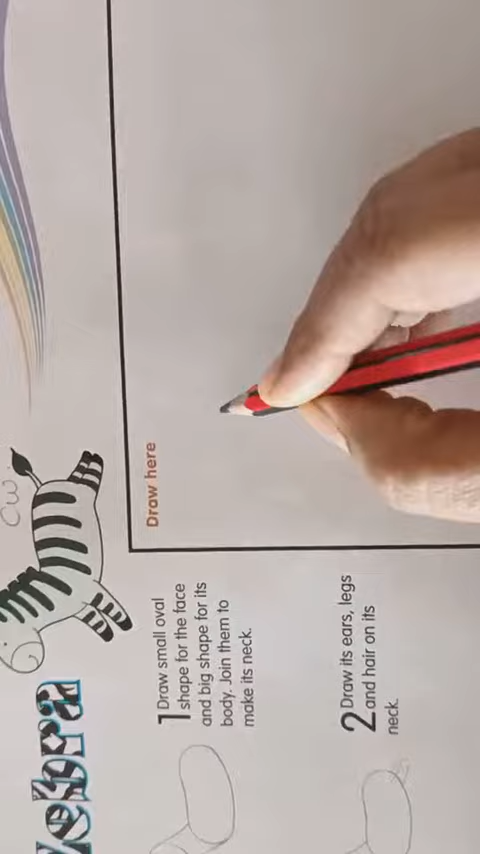 zebra
cw.
Draw here
1 Draw small oval
shape for the face
and big shape for its
body. Join them to
make its neck.
2 Draw its ears, legs
and hair on its
neck.